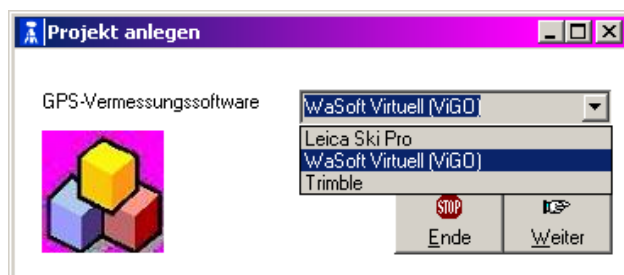 Projekt anlegen
GPS-Vermessungssoftware
WaSoft Virtuell (ViGO)
Leica Ski Pro
WaSoft Virtuell (ViGO)
Trimble
STOP
Ende
Weiter